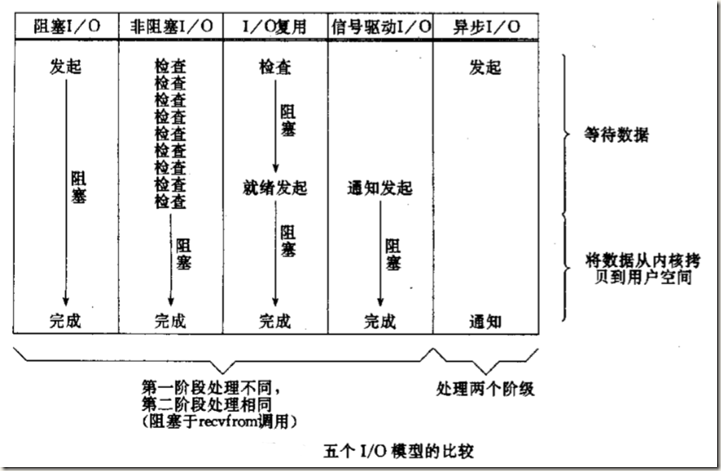 阻塞I/O 非阻塞I/O I/O复用 信号驱动I/O 异步I/O
发起 检查 检查 发起
检查
检查
检查
检查
检查
检查
检查
检查
阻塞
阻塞
等待数据
就绪发起 通知发起
阻塞
阻塞
阻塞
将数据从内核拷
贝到用户空间
完成 完成 完成 完成 通知
第一阶段处理不同,
第二阶段处理相同
(阻塞于recvfrom调用)
处理两个阶级
五个 I/O 模型的比较